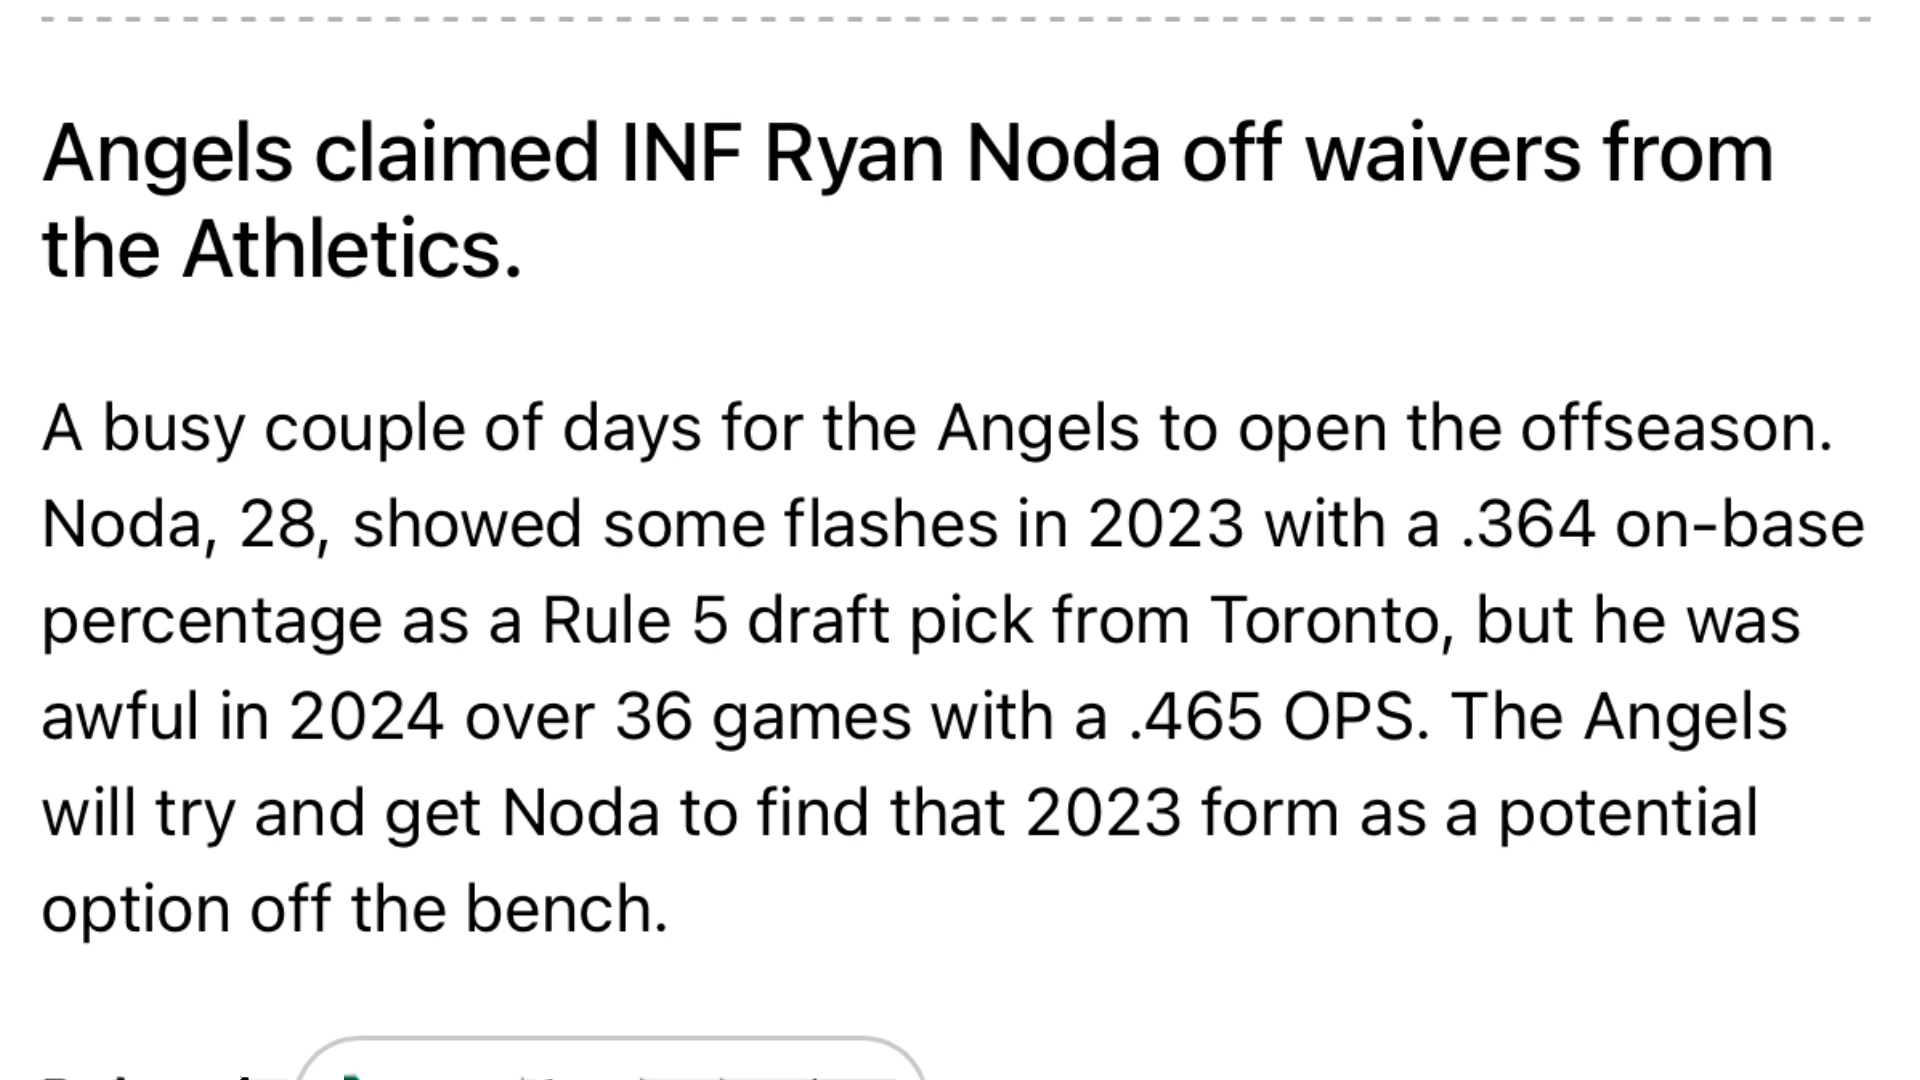 Angels claimed INF Ryan Noda off waivers from
the Athletics.
A busy couple of days for the Angels to open the offseason.
Noda, 28, showed some flashes in 2023 with a .364 on-base
percentage as a Rule 5 draft pick from Toronto, but he was
awful in 2024 over 36 games with a .465 OPS. The Angels
will try and get Noda to find that 2023 form as a potential
option off the bench.